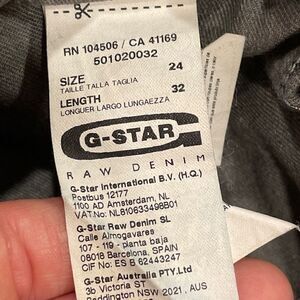 RN 104506 / CA 41169
501020032
SIZE 24
TAILLE TALLA TAGLIA
LENGTH 32
LONGUER LARGO LUNGAEZZA
G-STAR
RAW DENIM
G-Star International B.V. (H.Q.)
Postbus 12177
1100 AD Amsterdam, NL
VAT No: NL810633498B01
G-Star Raw Denim SL
Calle Almogavares
107 - 119 - planta baja
08018 Barcelona, SPAIN
CIF No: ES B 62443247
G-Star Australia PTY.Ltd
3b Victoria ST
Paddington NSW 2021, AUS